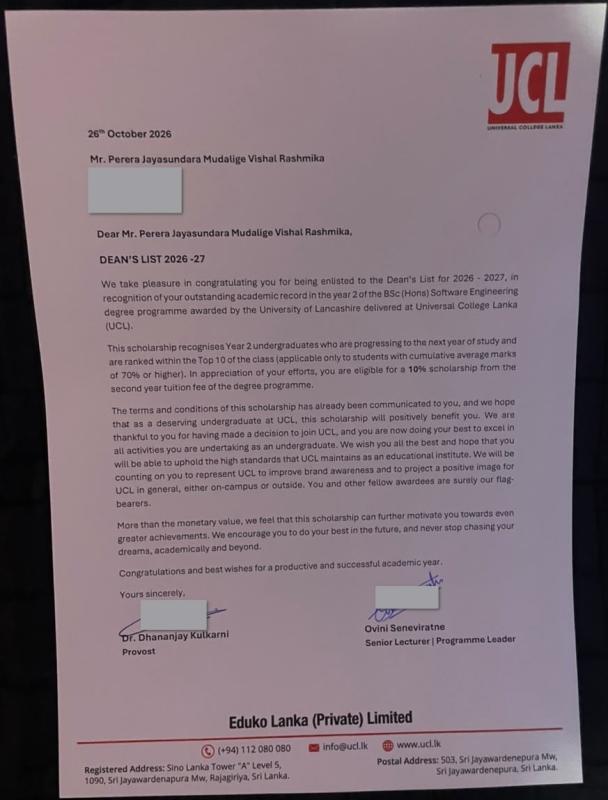 UCL
UNIVERSAL COLLEGE LANKA
26th October 2026
Mr. Perera Jayasundara Mudalige Vishal Rashmika
Dear Mr. Perera Jayasundara Mudalige Vishal Rashmika,
DEAN'S LIST 2026 -27
We take pleasure in congratulating you for being enlisted to the Dean's List for 2026 - 2027, in
recognition of your outstanding academic record in the year 2 of the BSc (Hons) Software Engineering
degree programme awarded by the University of Lancashire delivered at Universal College Lanka
(UCL).
This scholarship recognises Year 2 undergraduates who are progressing to the next year of study and
are ranked within the Top 10 of the class (applicable only to students with cumulative average marks
of 70% or higher). In appreciation of your efforts, you are eligible for a 10% scholarship from the
second year tuition fee of the degree programme.
The terms and conditions of this scholarship has already been communicated to you, and we hope
that as a deserving undergraduate at UCL, this scholarship will positively benefit you. We are
thankful to you for having made a decision to join UCL, and you are now doing your best to excel in
all activities you are undertaking as an undergraduate. We wish you all the best and hope that you
will be able to uphold the high standards that UCL maintains as an educational institute. We will be
counting on you to represent UCL to improve brand awareness and to project a positive image for
UCL in general, either on-campus or outside. You and other fellow awardees are surely our flag-
bearers.
More than the monetary value, we feel that this scholarship can further motivate you towards even
greater achievements. We encourage you to do your best in the future, and never stop chasing your
dreams, academically and beyond.
Congratulations and best wishes for a productive and successful academic year.
Yours sincerely,
Dr. Dhananjay Kulkarni
Provost
Ovini Seneviratne
Senior Lecturer | Programme Leader
Eduko Lanka (Private) Limited
(+94) 112 080 080 info@ucl.lk www.ucl.lk
Registered Address: Sino Lanka Tower "A" Level 5,
1090, Sri Jayawardenapura Mw, Rajagiriya, Sri Lanka.
Postal Address: 503, Sri Jayawardenepura Mw,
Sri Jayawardenepura, Sri Lanka.